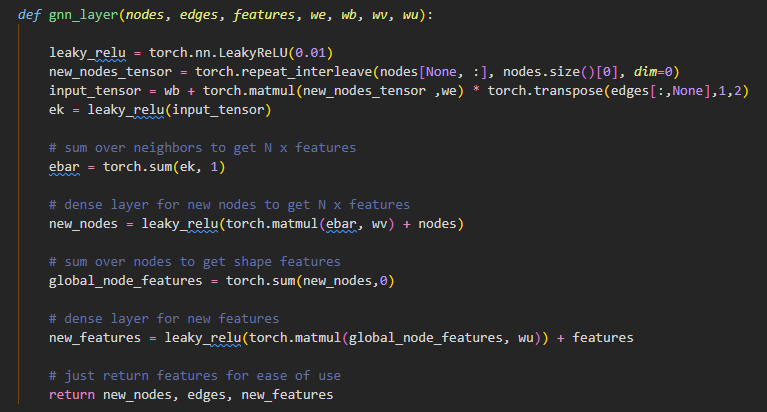 def gnn_layer(nodes, edges, features, we, wb, wv, wu):
leaky_relu = torch.nn.LeakyReLU(0.01)
new_nodes_tensor = torch.repeat_interleave(nodes[None, :], nodes.size()[0], dim=0)
input_tensor = wb + torch.matmul(new_nodes_tensor ,we) * torch.transpose(edges[:,None],1,2)
ek = leaky_relu(input_tensor)
# sum over neighbors to get N x features
ebar = torch.sum(ek, 1)
# dense layer for new nodes to get N x features
new_nodes = leaky_relu(torch.matmul(ebar, wv) + nodes)
# sum over nodes to get shape features
global_node_features = torch.sum(new_nodes,0)
# dense layer for new features
new_features = leaky_relu(torch.matmul(global_node_features, wu)) + features
# just return features for ease of use
return new_nodes, edges, new_features